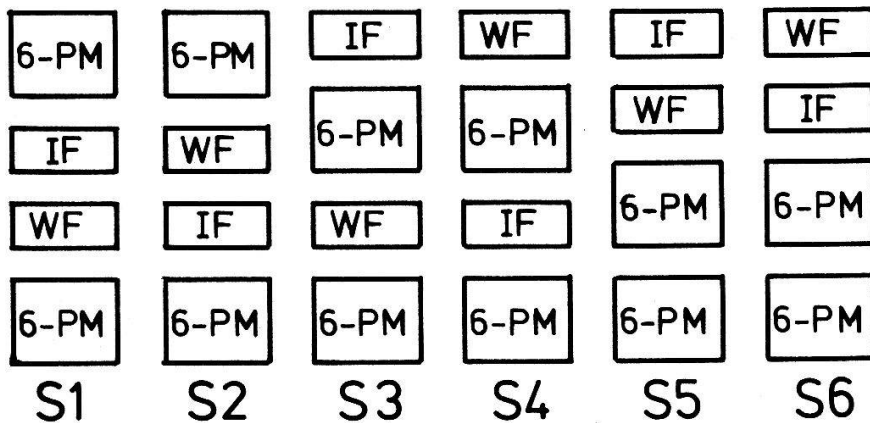 6-PM 6-PM IF WF IF WF
6-PM 6-PM WF IF
IF WF
6-PM 6-PM
WF IF WF IF
6-PM 6-PM 6-PM 6-PM 6-PM 6-PM
S1 S2 S3 S4 S5 S6